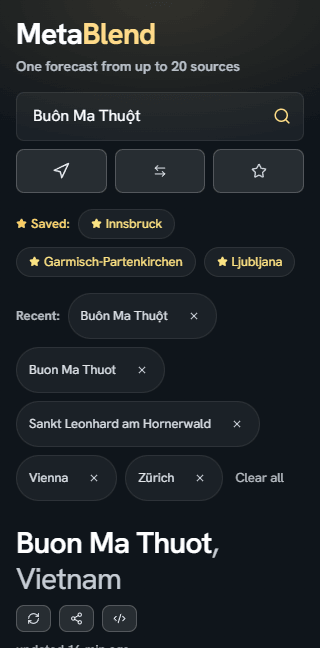 MetaBlend
One forecast from up to 20 sources
Buôn Ma Thuột
Saved: Innsbruck
Garmisch-Partenkirchen Ljubljana
Recent: Buôn Ma Thuột
Buon Ma Thuot
Sankt Leonhard am Hornerwald
Vienna Zürich Clear all
Buon Ma Thuot,
Vietnam